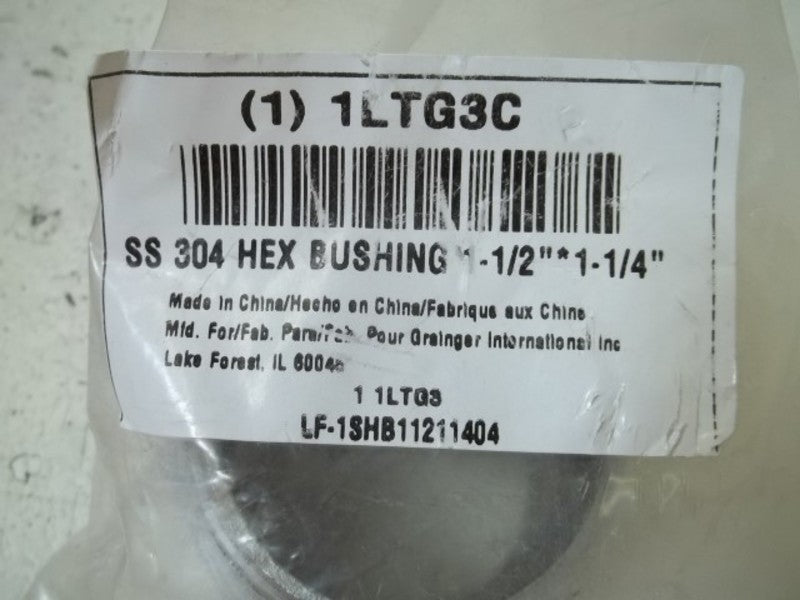 (1) 1LTG3C
SS 304 HEX BUSHING 1-1/2"*1-1/4"
Made in China/Hecho en China/Fabrique aux Chine
Mfd. For/Fab. Para/Fab. Pour Grainger International Inc
Lake Forest, IL
1 1LTG3
LF-1SHB11211404